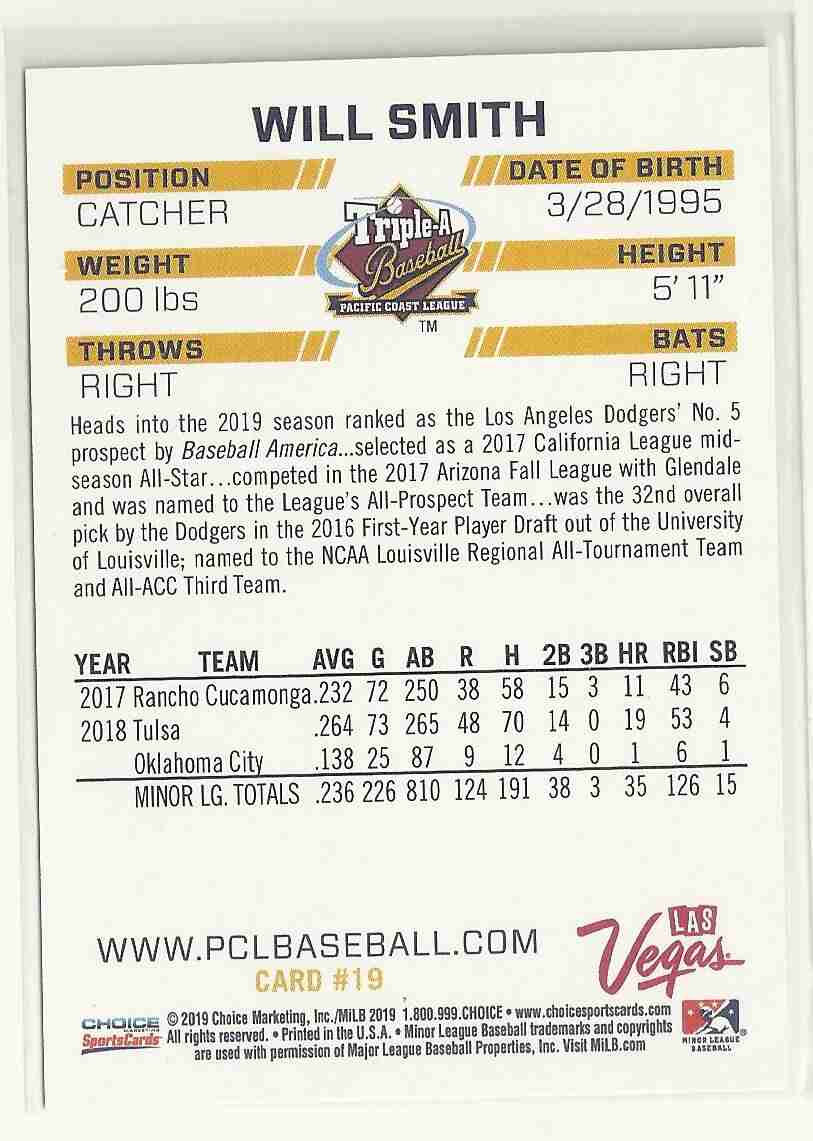 WILL SMITH
POSITION
CATCHER
DATE OF BIRTH
3/28/1995
Triple-A
Baseball
PACIFIC COAST LEAGUE
TM
WEIGHT
200 lbs
HEIGHT
5' 11"
THROWS
RIGHT
BATS
RIGHT
Heads into the 2019 season ranked as the Los Angeles Dodgers' No. 5
prospect by Baseball America...selected as a 2017 California League mid-
season All-Star...competed in the 2017 Arizona Fall League with Glendale
and was named to the League's All-Prospect Team...was the 32nd overall
pick by the Dodgers in the 2016 First-Year Player Draft out of the University
of Louisville; named to the NCAA Louisville Regional All-Tournament Team
and All-ACC Third Team.
YEAR TEAM AVG G AB R H 2B 3B HR RBI SB
2017 Rancho Cucamonga .232 72 250 38 58 15 3 11 43 6
2018 Tulsa .264 73 265 48 70 14 0 19 53 4
Oklahoma City .138 25 87 9 12 4 0 1 6 1
MINOR LG. TOTALS .236 226 810 124 191 38 3 35 126 15
WWW.PCLBASEBALL.COM
CARD #19
LAS
Vegas
CHOICE
MARKETING
SportsCards
© 2019 Choice Marketing, Inc./MiLB 2019 1.800.999.CHOICE • www.choicesportscards.com
All rights reserved. • Printed in the U.S.A. • Minor League Baseball trademarks and copyrights
are used with permission of Major League Baseball Properties, Inc. Visit MiLB.com
MINOR LEAGUE
BASEBALL
®